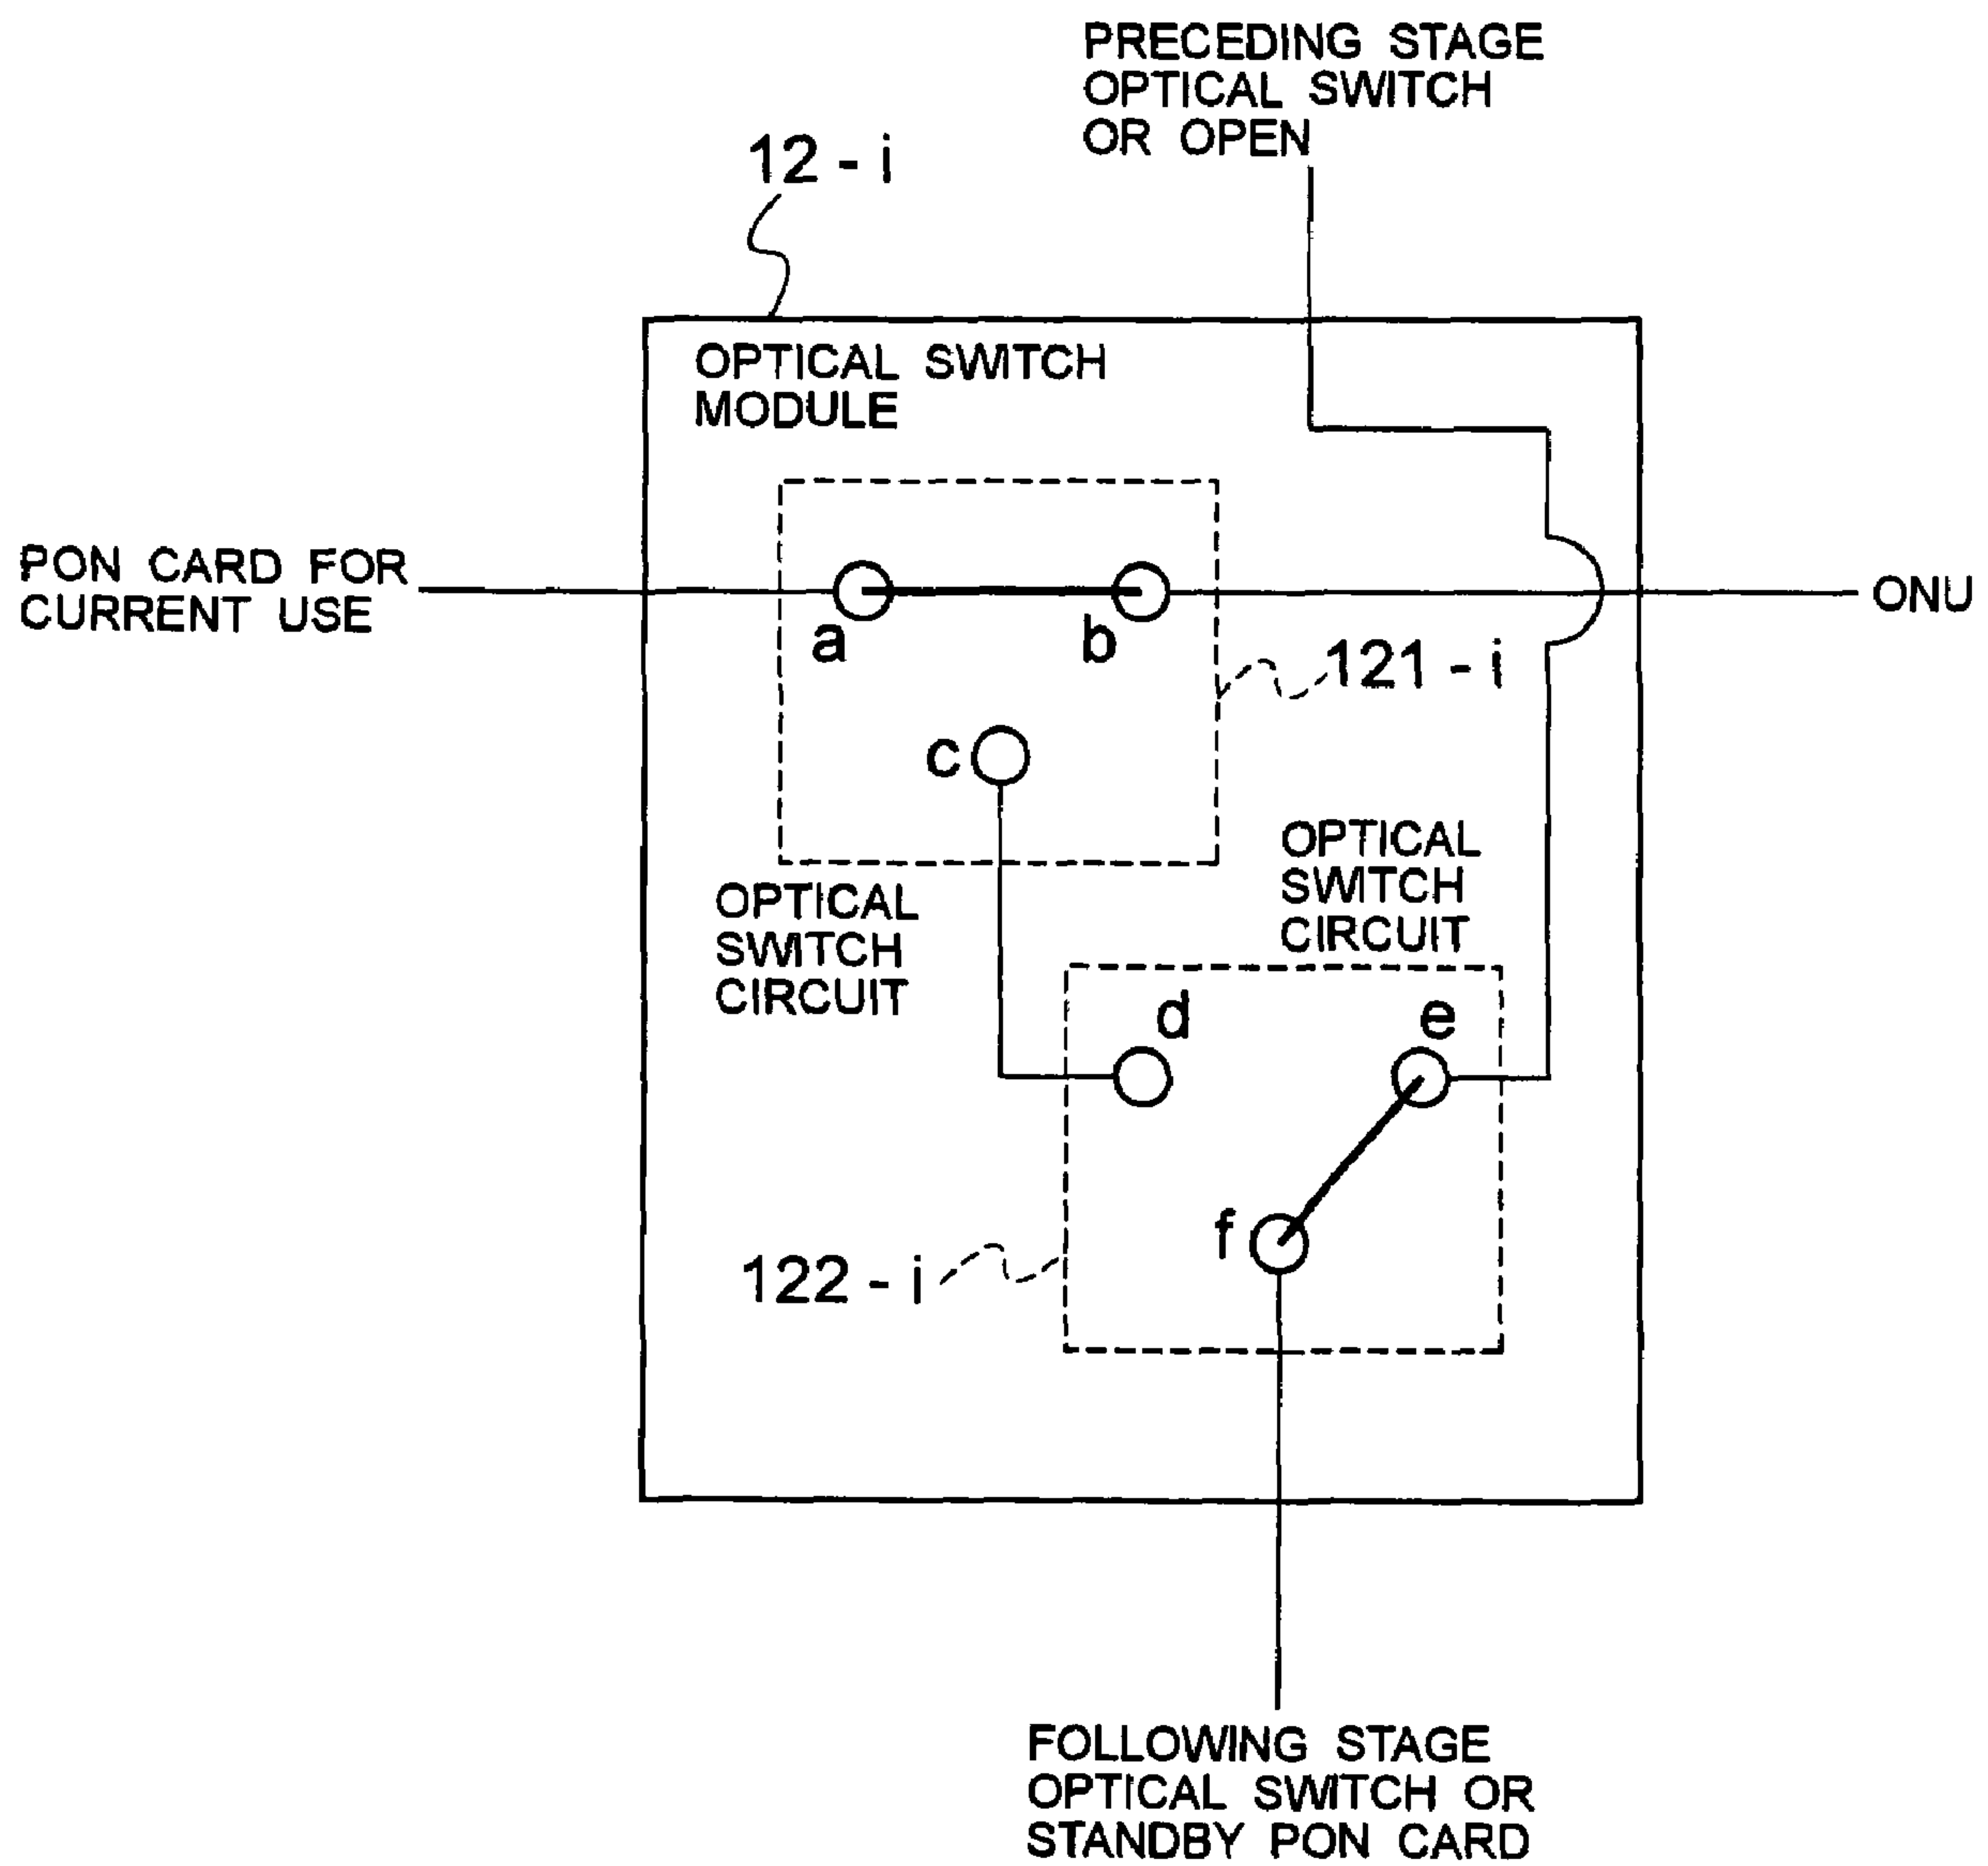 PRECEDING STAGE
OPTICAL SWITCH
OR OPEN
12 - i
OPTICAL SWITCH
MODULE
PON CARD FOR
CURRENT USE
ONU
a
b
121 - i
c
OPTICAL
SWITCH
CIRCUIT
OPTICAL
SWITCH
CIRCUIT
d
e
f
122 - i
FOLLOWING STAGE
OPTICAL SWITCH OR
STANDBY PON CARD